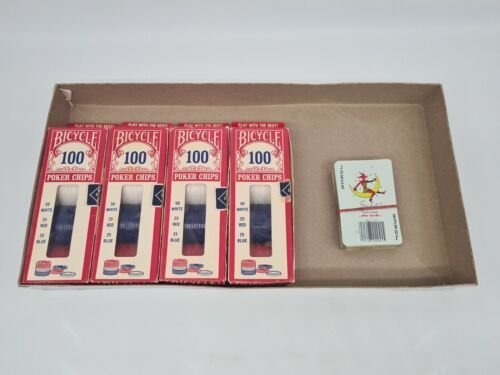 PLAY WITH THE BEST!
BICYCLE
100
POKER CHIPS
50
WHITE
25
RED
25
BLUE
PLAY WITH THE BEST!
BICYCLE
100
POKER CHIPS
50
WHITE
25
RED
25
BLUE
PLAY WITH THE BEST!
BICYCLE
100
POKER CHIPS
50
WHITE
25
RED
25
BLUE
PLAY WITH THE BEST!
BICYCLE
100
POKER CHIPS
50
WHITE
25
RED
25
BLUE
JOKER
JOKER